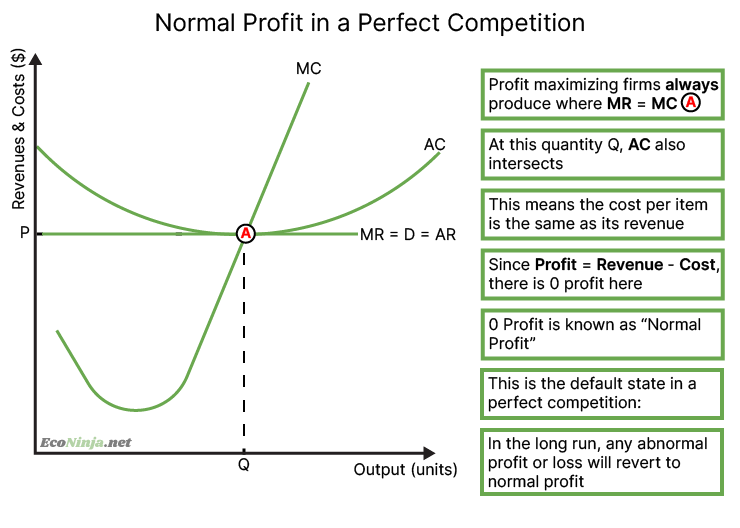 Normal Profit in a Perfect Competition
Revenues & Costs ($)
MC
AC
P
A
MR = D = AR
Q
Output (units)
EcoNinja.net
Profit maximizing firms always
produce where MR = MC A
At this quantity Q, AC also
intersects
This means the cost per item
is the same as its revenue
Since Profit = Revenue - Cost,
there is 0 profit here
0 Profit is known as “Normal
Profit”
This is the default state in a
perfect competition:
In the long run, any abnormal
profit or loss will revert to
normal profit